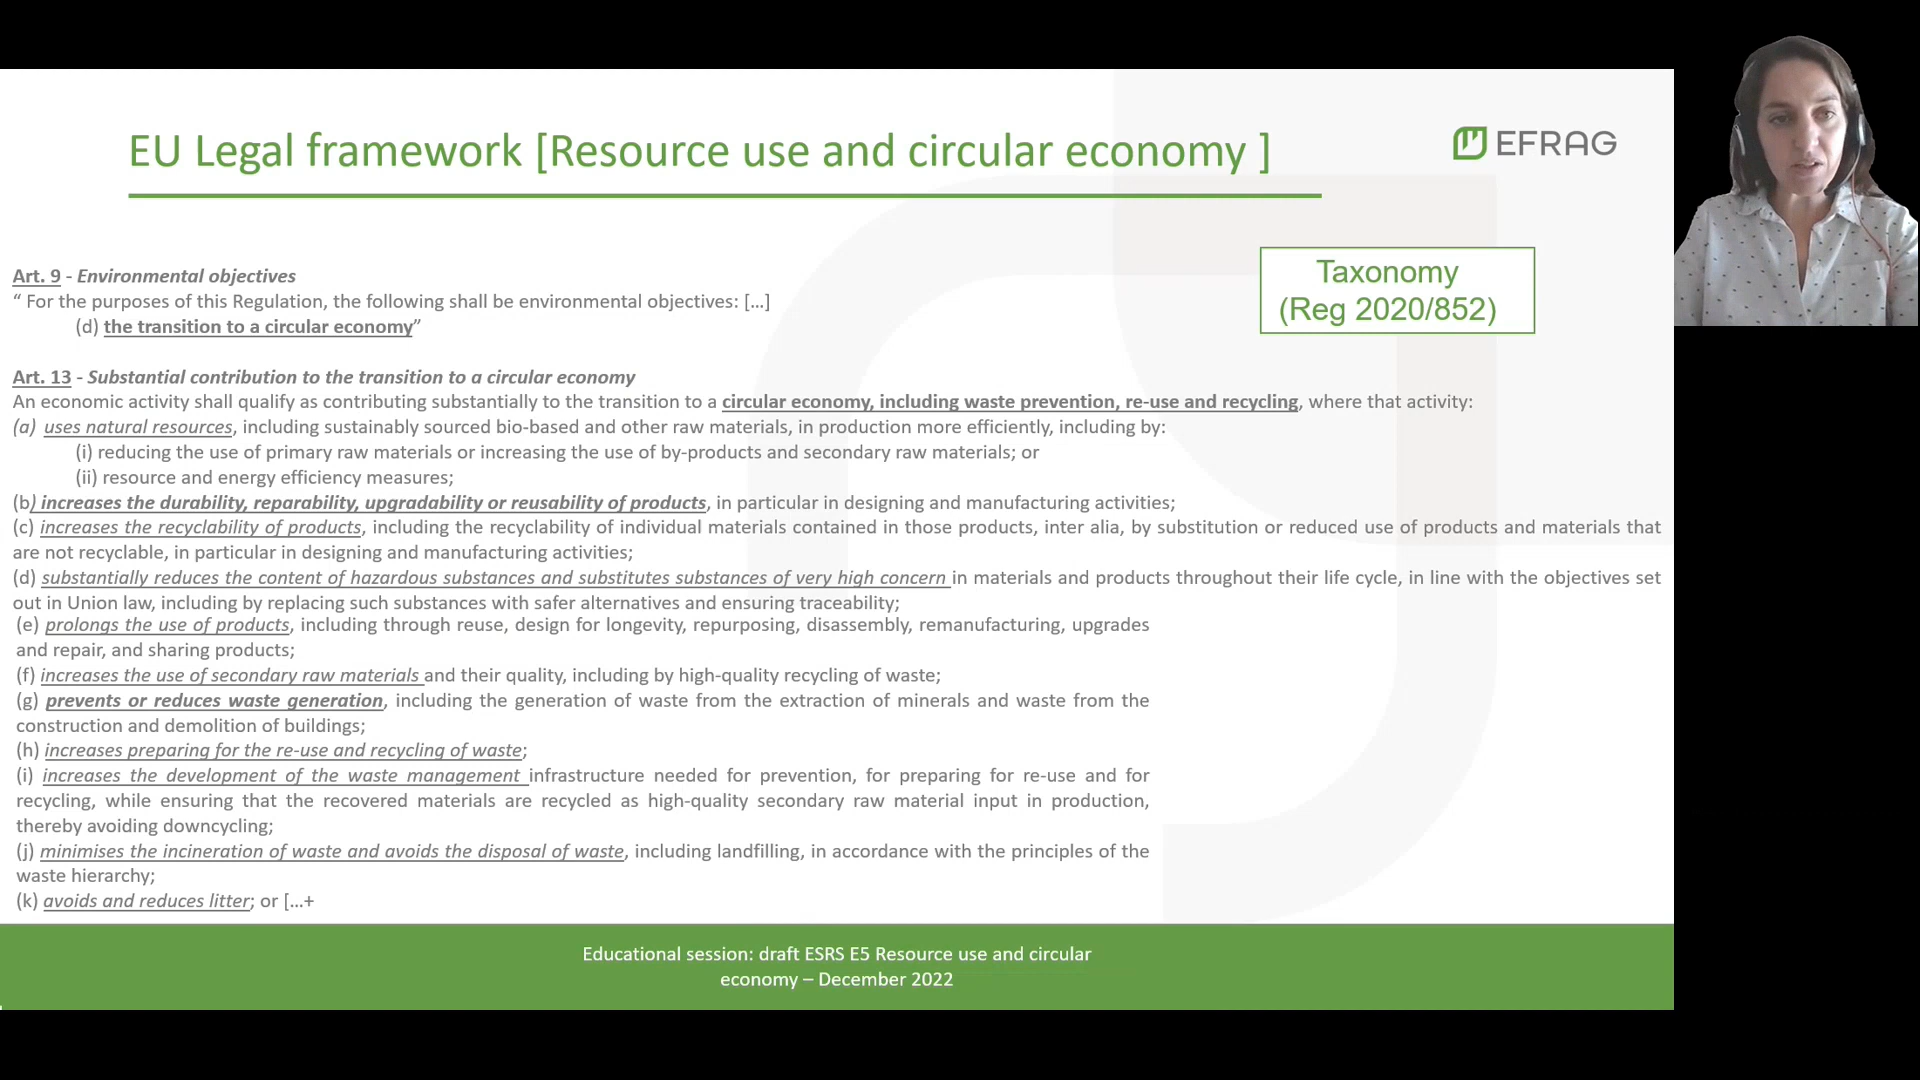 EU Legal framework [Resource use and circular economy ]
EFRAG
Taxonomy
(Reg 2020/852)
Art. 9 - Environmental objectives
“ For the purposes of this Regulation, the following shall be environmental objectives: […]
(d) the transition to a circular economy”
Art. 13 - Substantial contribution to the transition to a circular economy
An economic activity shall qualify as contributing substantially to the transition to a circular economy, including waste prevention, re-use and recycling, where that activity:
(a) uses natural resources, including sustainably sourced bio-based and other raw materials, in production more efficiently, including by:
(i) reducing the use of primary raw materials or increasing the use of by-products and secondary raw materials; or
(ii) resource and energy efficiency measures;
(b) increases the durability, reparability, upgradability or reusability of products, in particular in designing and manufacturing activities;
(c) increases the recyclability of products, including the recyclability of individual materials contained in those products, inter alia, by substitution or reduced use of products and materials that
are not recyclable, in particular in designing and manufacturing activities;
(d) substantially reduces the content of hazardous substances and substitutes substances of very high concern in materials and products throughout their life cycle, in line with the objectives set
out in Union law, including by replacing such substances with safer alternatives and ensuring traceability;
(e) prolongs the use of products, including through reuse, design for longevity, repurposing, disassembly, remanufacturing, upgrades
and repair, and sharing products;
(f) increases the use of secondary raw materials and their quality, including by high-quality recycling of waste;
(g) prevents or reduces waste generation, including the generation of waste from the extraction of minerals and waste from the
construction and demolition of buildings;
(h) increases preparing for the re-use and recycling of waste;
(i) increases the development of the waste management infrastructure needed for prevention, for preparing for re-use and for
recycling, while ensuring that the recovered materials are recycled as high-quality secondary raw material input in production,
thereby avoiding downcycling;
(j) minimises the incineration of waste and avoids the disposal of waste, including landfilling, in accordance with the principles of the
waste hierarchy;
(k) avoids and reduces litter; or […+
Educational session: draft ESRS E5 Resource use and circular
economy – December 2022